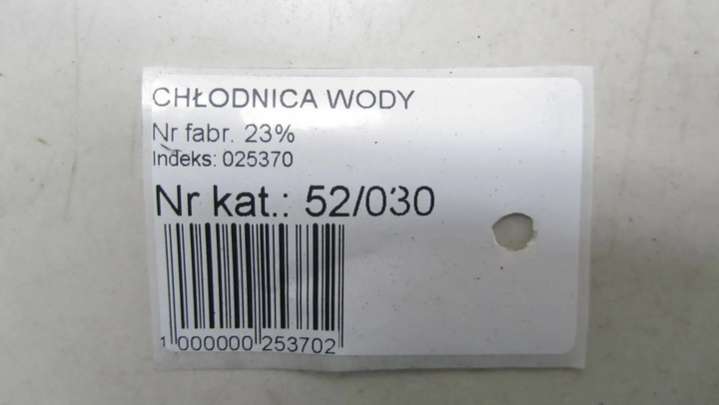 CHŁODNICA WODY
Nr fabr. 23%
Indeks: 025370
Nr kat.: 52/030
1 000000 253702